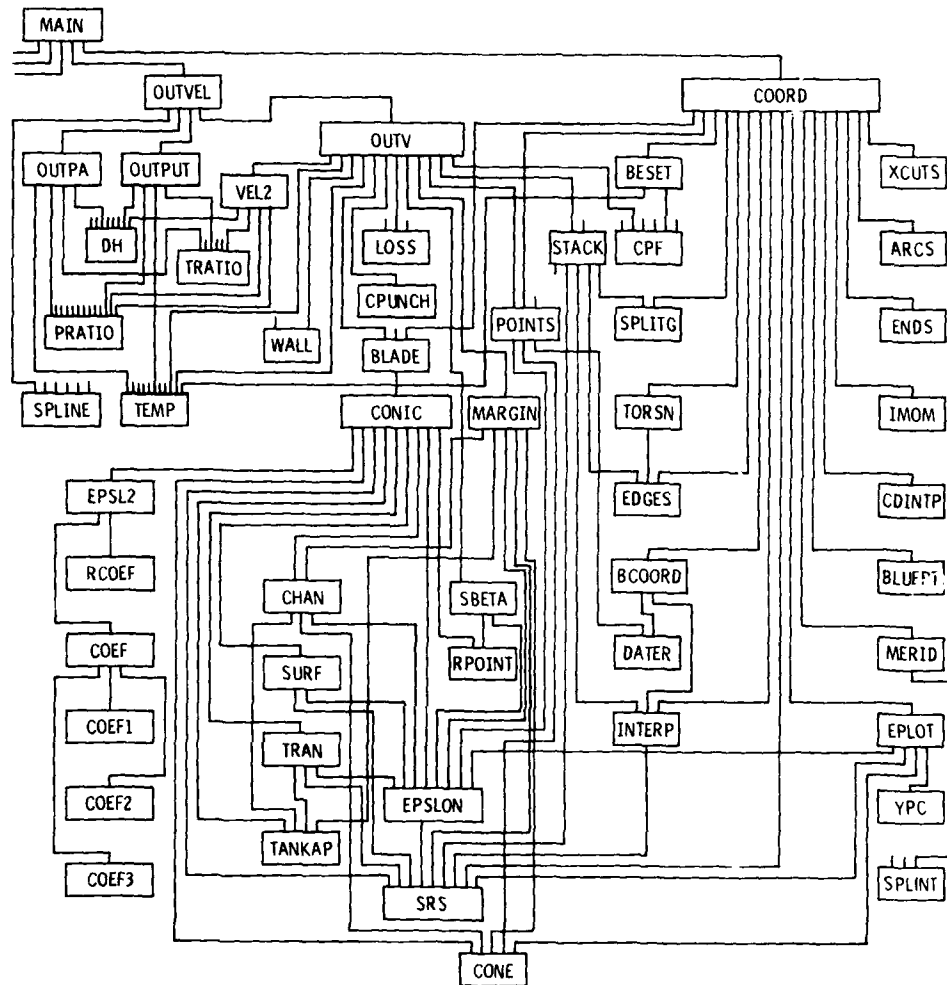 MAIN
OUTVEL
COORD
OUTV
OUTPA
OUTPUT
VEL2
BESET
XCUTS
DH
TRATIO
LOSS
STACK
CPF
ARCS
CPUNCH
PRATIO
WALL
BLADE
POINTS
SPLITG
ENDS
SPLINE
TEMP
CONIC
MARGIN
TORSN
IMOM
EPSL2
EDGES
CDINTP
RCOEF
CHAN
SBETA
BCOORD
BLUEPT
COEF
SURF
RPOINT
DATER
MERID
COEF1
TRAN
INTERP
EPLOT
COEF2
EPSLON
YPC
TANKAP
COEF3
SRS
SPLINT
CONE